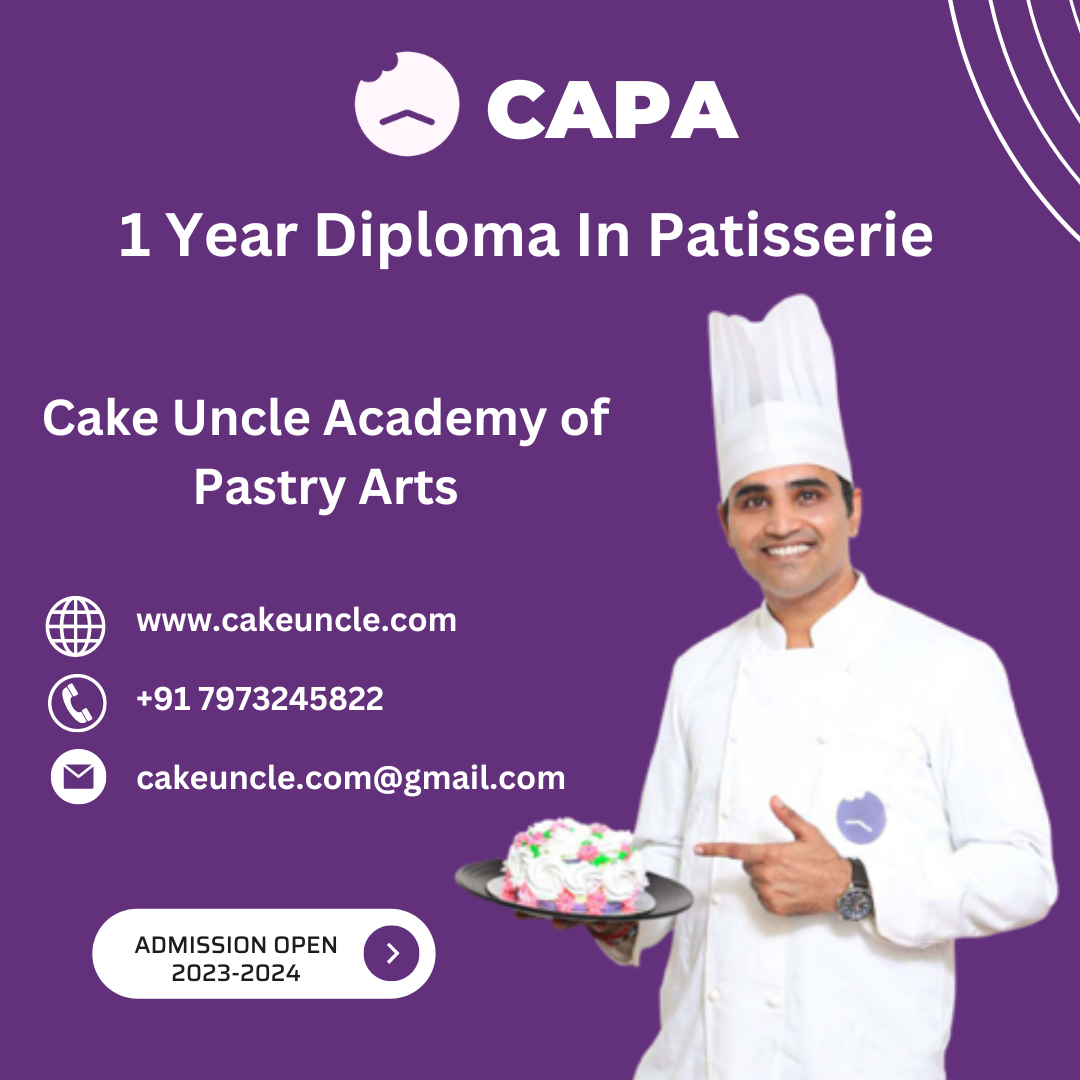 CAPA
1 Year Diploma In Patisserie
Cake Uncle Academy of
Pastry Arts
www.cakeuncle.com
+91 7973245822
cakeuncle.com@gmail.com
ADMISSION OPEN
2023-2024